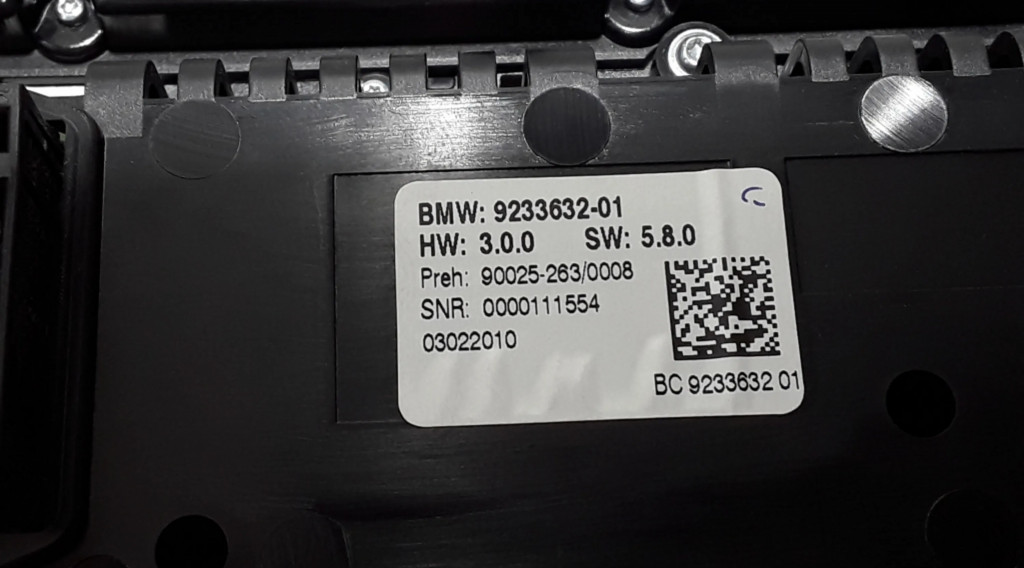 BMW: 9233632-01
HW: 3.0.0 SW: 5.8.0
Preh: 90025-263/0008
SNR: 0000111554
03022010
BC 9233632 01